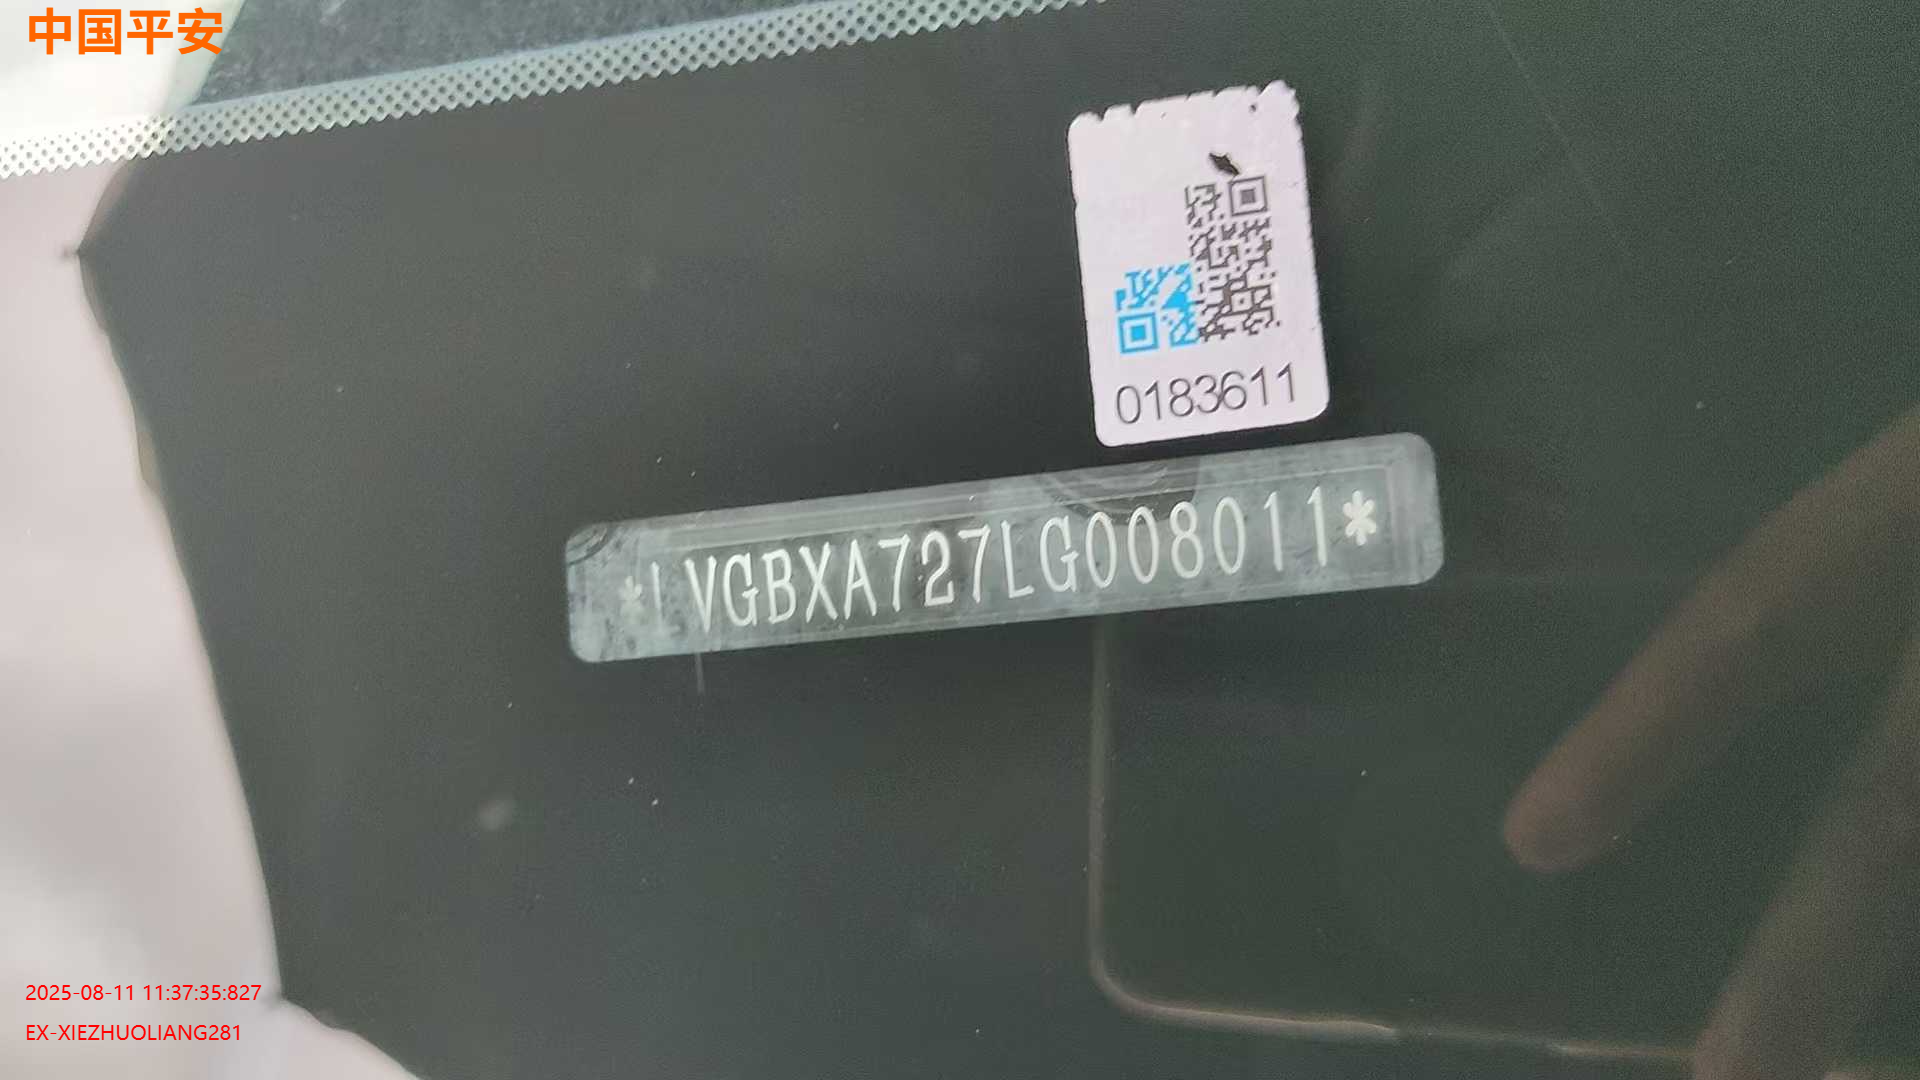 中国平安
0183611
*LVGBXA727LG008011*
2025-08-11 11:37:35:827
EX-XIEZHUOLIANG281